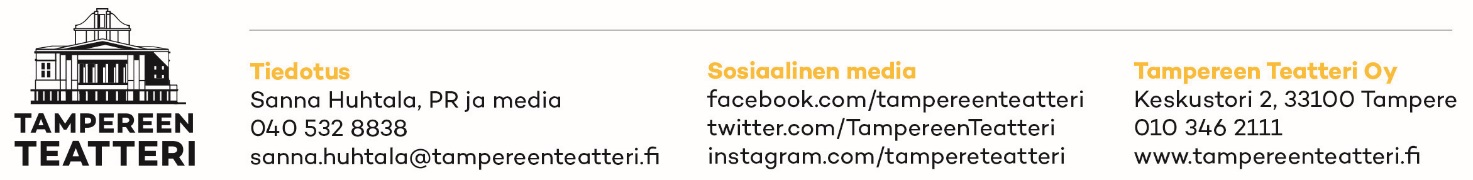 TAMPEREEN
TEATTERI
Tiedotus
Sanna Huhtala, PR ja media
040 532 8838
sanna.huhtala@tampereenteatteri.fi
Sosiaalinen media
facebook.com/tampereenteatteri
twitter.com/TampereenTeatteri
instagram.com/tampereteatteri
Tampereen Teatteri Oy
Keskustori 2, 33100 Tampere
010 346 2111
www.tampereenteatteri.fi